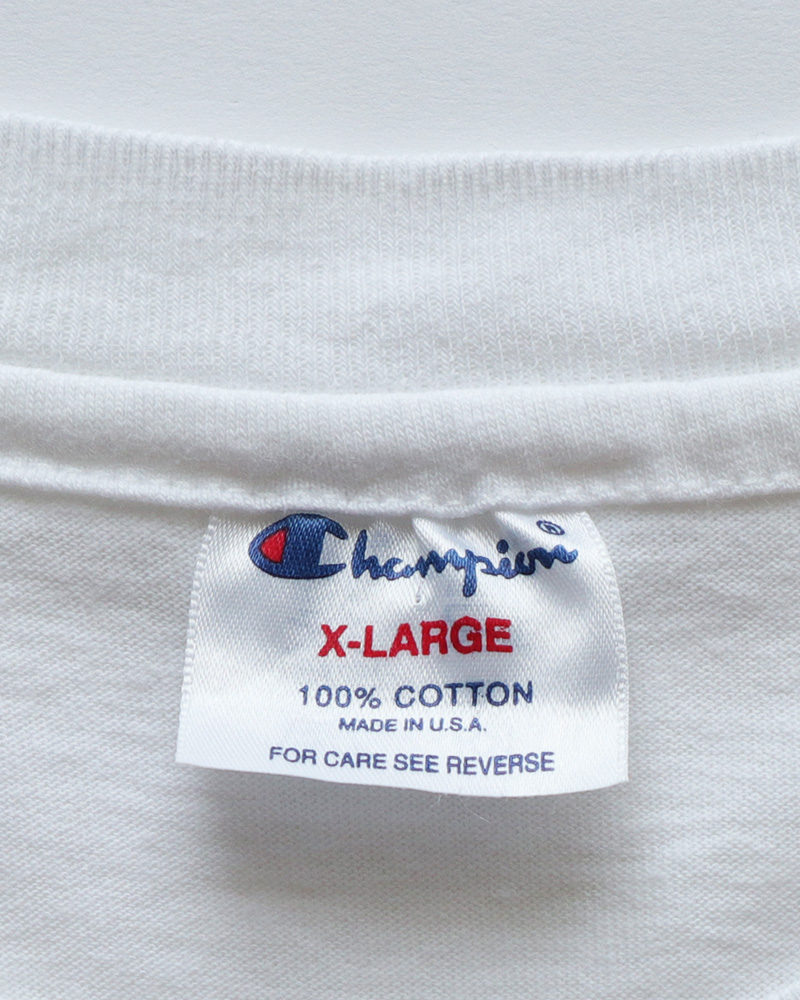 Champion®
X-LARGE
100% COTTON
MADE IN U.S.A.
FOR CARE SEE REVERSE